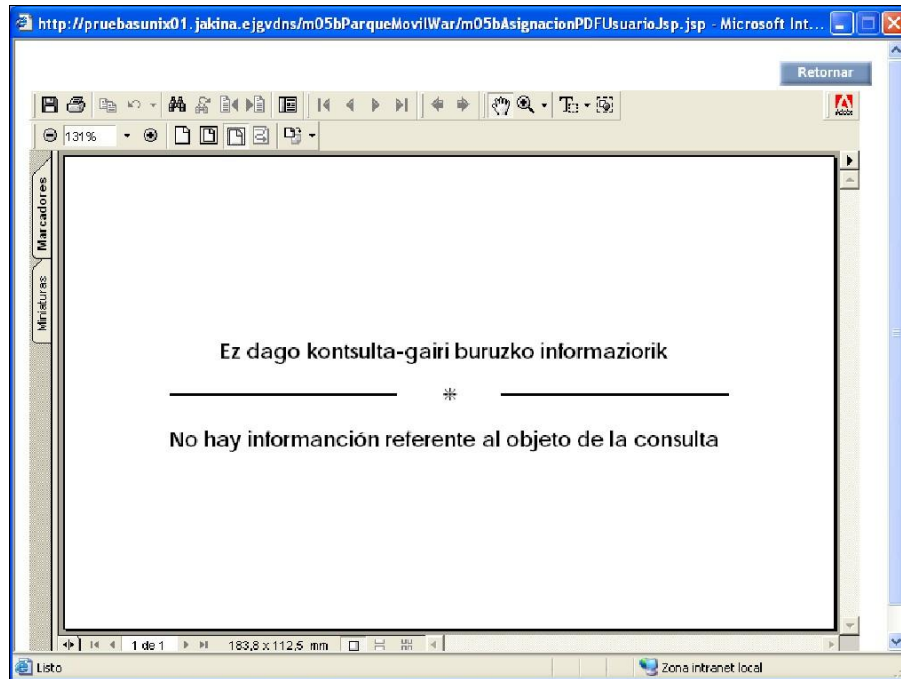 http://pruebasunix01.jakina.ejgvdns/m05bParqueMovilWar/m05bAsignacionPDFUsuarioJsp.jsp - Microsoft Int...
Retornar
Adobe
131%
Marcadores
Miniaturas
Ez dago kontsulta-gairi buruzko informaziorik
No hay informanción referente al objeto de la consulta
1 de 1 183,8 x 112,5 mm
Listo Zona intranet local